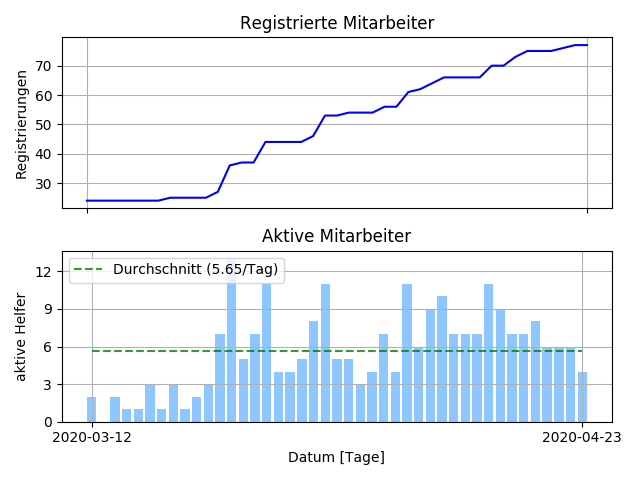 Registrierte Mitarbeiter
Registrierungen
70
60
50
40
30
Aktive Mitarbeiter
Durchschnitt (5.65/Tag)
aktive Helfer
12
9
6
3
0
2020-03-12 2020-04-23
Datum [Tage]